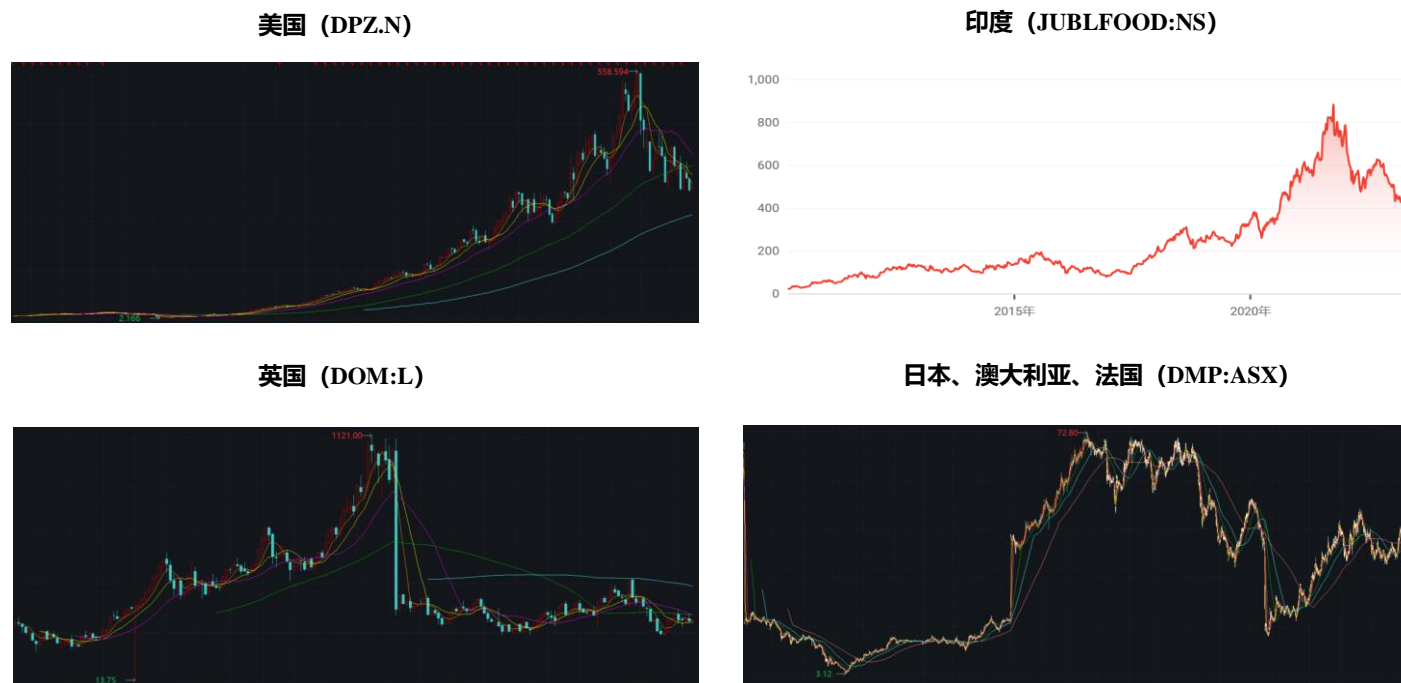 美国（DPZ.N）
印度（JUBLFOOD:NS）
558.594
2.166
1,000
800
600
400
200
0
2015年
2020年
英国（DOM:L）
日本、澳大利亚、法国（DMP:ASX）
1121.00
13.75
72.80
3.12